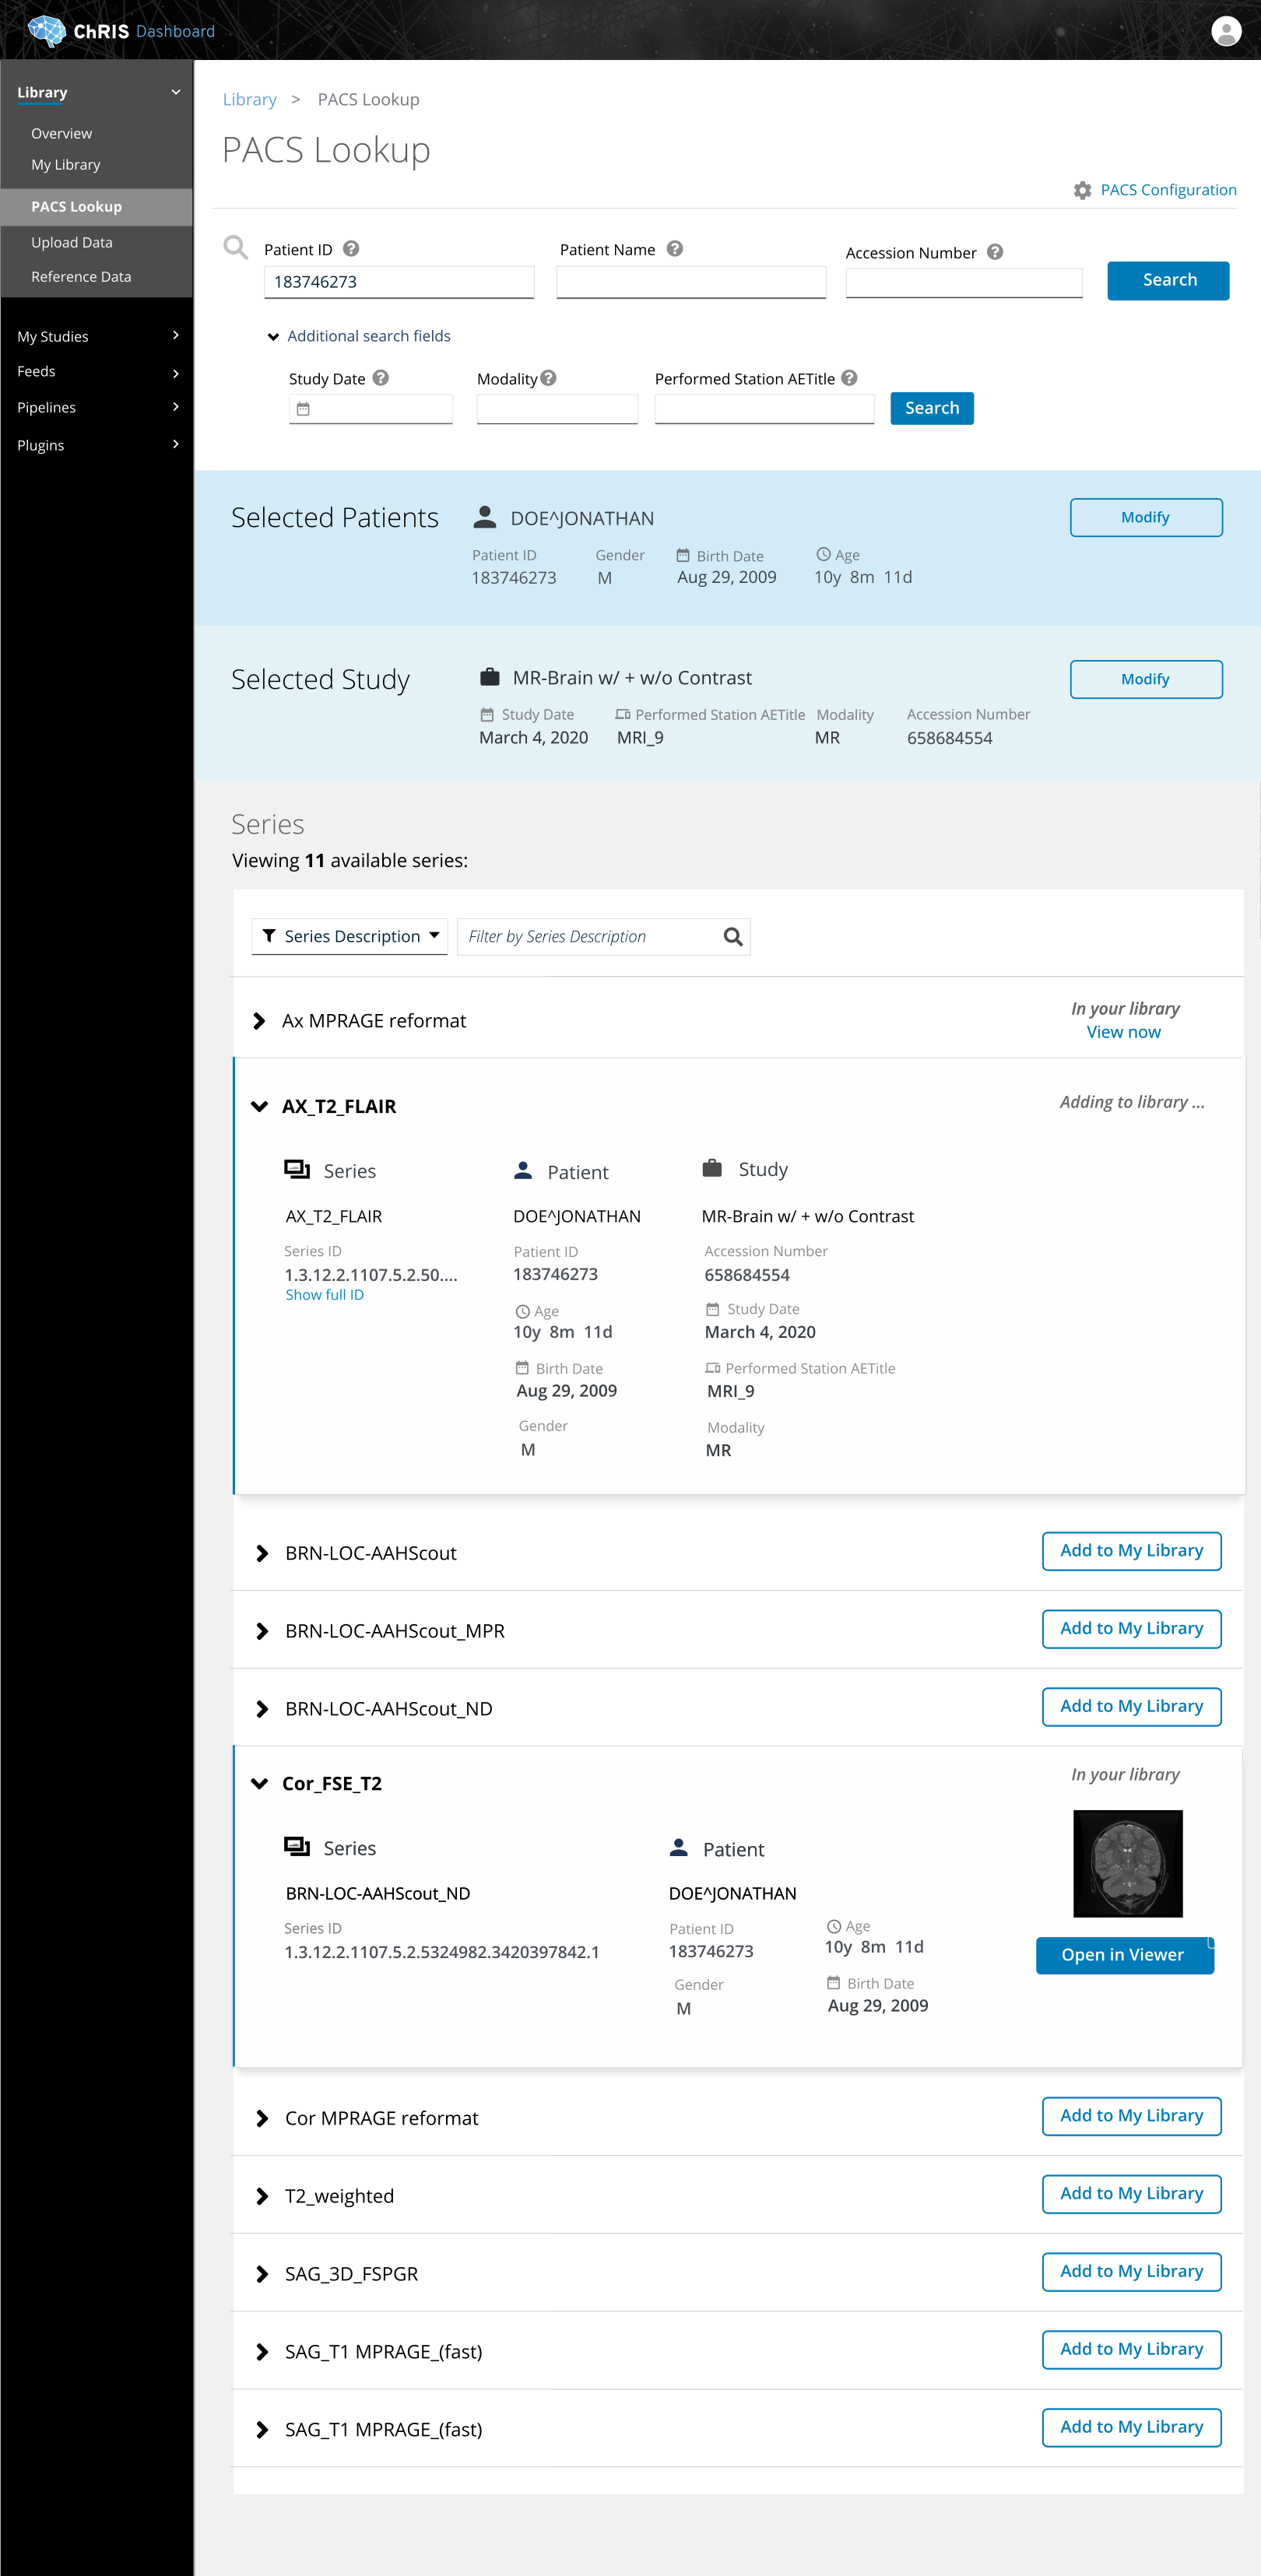 ChRIS Dashboard
Library
Overview
My Library
PACS Lookup
Upload Data
Reference Data
My Studies
Feeds
Pipelines
Plugins
Library > PACS Lookup
PACS Lookup
PACS Configuration
Patient ID ? Patient Name ? Accession Number ?
183746273
Search
Additional search fields
Study Date ? Modality ? Performed Station AETitle ?
Search
Selected Patients DOE^JONATHAN Modify
Patient ID Gender Birth Date Age
183746273 M Aug 29, 2009 10y 8m 11d
Selected Study MR-Brain w/ + w/o Contrast Modify
Study Date Performed Station AETitle Modality Accession Number
March 4, 2020 MRI_9 MR 658684554
Series
Viewing 11 available series:
Series Description Filter by Series Description
Ax MPRAGE reformat In your library
View now
AX_T2_FLAIR Adding to library ...
Series Patient Study
AX_T2_FLAIR DOE^JONATHAN MR-Brain w/ + w/o Contrast
Series ID Patient ID Accession Number
1.3.12.2.1107.5.2.50.... 183746273 658684554
Show full ID
Age Study Date
10y 8m 11d March 4, 2020
Birth Date Performed Station AETitle
Aug 29, 2009 MRI_9
Gender Modality
M MR
BRN-LOC-AAHScout Add to My Library
BRN-LOC-AAHScout_MPR Add to My Library
BRN-LOC-AAHScout_ND Add to My Library
Cor_FSE_T2 In your library
Series Patient
BRN-LOC-AAHScout_ND DOE^JONATHAN
Series ID Patient ID Age
1.3.12.2.1107.5.2.5324982.3420397842.1 183746273 10y 8m 11d
Open in Viewer
Gender Birth Date
M Aug 29, 2009
Cor MPRAGE reformat Add to My Library
T2_weighted Add to My Library
SAG_3D_FSPGR Add to My Library
SAG_T1 MPRAGE_(fast) Add to My Library
SAG_T1 MPRAGE_(fast) Add to My Library